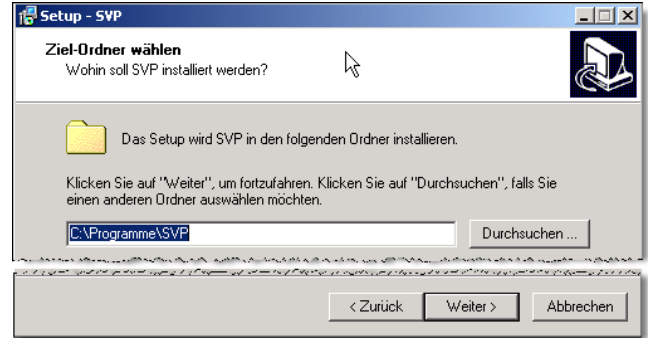 Setup - SVP
Ziel-Ordner wählen
Wohin soll SVP installiert werden?
Das Setup wird SVP in den folgenden Ordner installieren.
Klicken Sie auf "Weiter", um fortzufahren. Klicken Sie auf "Durchsuchen", falls Sie
einen anderen Ordner auswählen möchten.
C:\Programme\SVP
Durchsuchen ...
< Zurück
Weiter >
Abbrechen